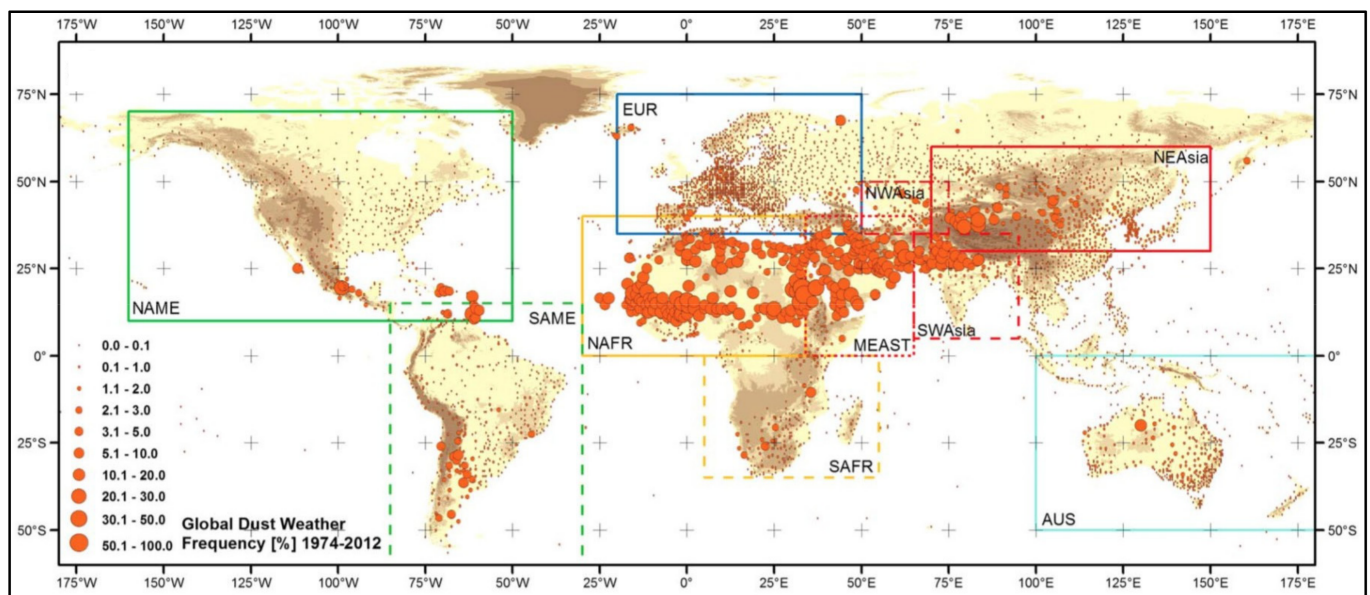 175°W 150°W 125°W 100°W 75°W 50°W 25°W 0° 25°E 50°E 75°E 100°E 125°E 150°E 175°E
75°N 75°N
EUR
NEAsia
50°N 50°N
NWAsia
25°N 25°N
NAME
SAME
NAFR
MEAST
SWAsia
0° 0°
25°S 25°S
SAFR
AUS
50°S 50°S
0.0 - 0.1
0.1 - 1.0
1.1 - 2.0
2.1 - 3.0
3.1 - 5.0
5.1 - 10.0
10.1 - 20.0
20.1 - 30.0
30.1 - 50.0
50.1 - 100.0
Global Dust Weather
Frequency [%] 1974-2012
175°W 150°W 125°W 100°W 75°W 50°W 25°W 0° 25°E 50°E 75°E 100°E 125°E 150°E 175°E